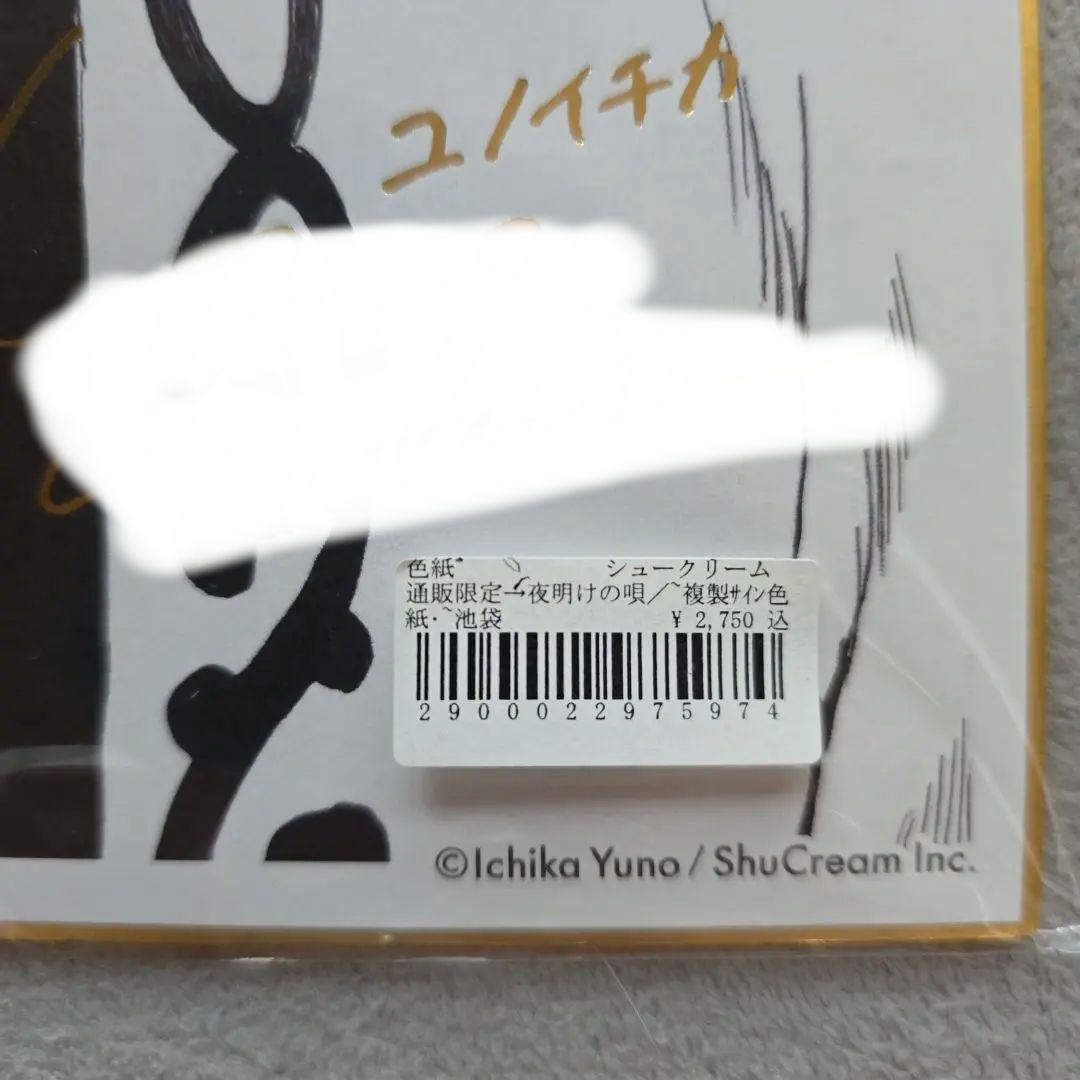 ユノイチカ
色紙 シュークリーム
通販限定→夜明けの唄／~複製ｻｲﾝ色
紙・~池袋 ¥ 2,750 込
2900022975974
©Ichika Yuno / ShuCream Inc.